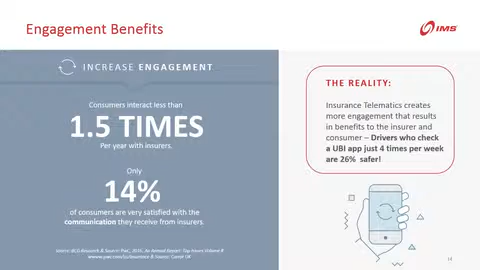 Engagement Benefits
IMS
INCREASE ENGAGEMENT
Consumers interact less than
1.5 TIMES
Per year with insurers.
Only
14%
of consumers are very satisfied with the
communication they receive from insurers
THE REALITY:
Insurance Telematics creates
more engagement that results
in benefits to the insurer and
consumer – Drivers who check
a UBI app just 4 times per week
are 26% safer!